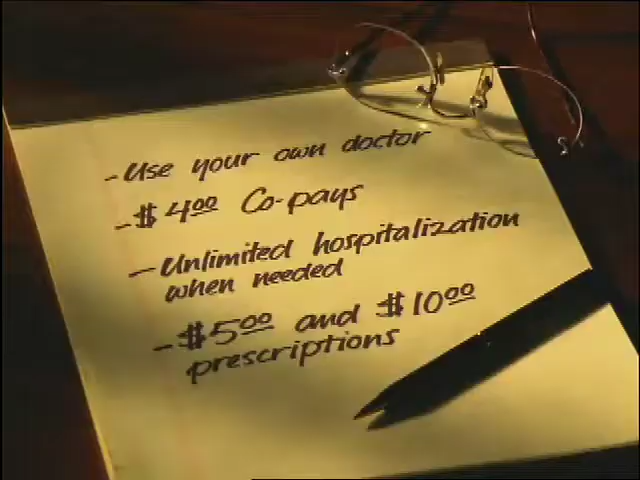 - Use your own doctor
- $4⁰⁰ Co-pays
- Unlimited hospitalization
when needed
- $5⁰⁰ and $10⁰⁰
prescriptions